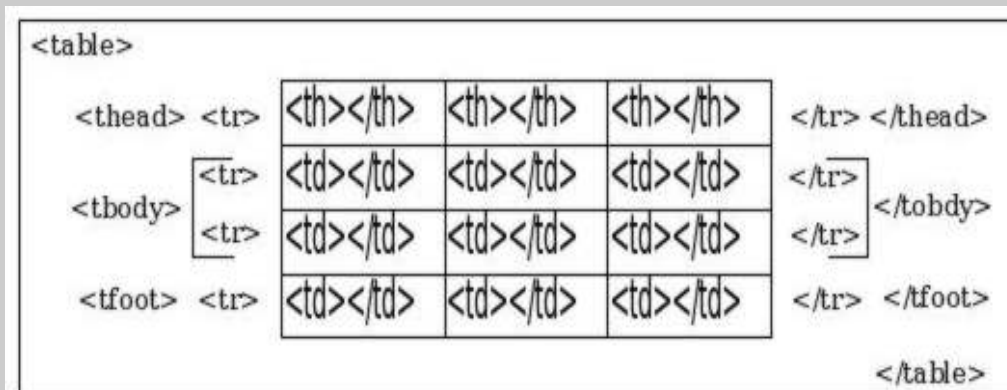 <table>
<thead> <tr> <th></th> <th></th> <th></th> </tr> </thead>
<tr> <td></td> <td></td> <td></td> </tr>
<tbody> </tobdy>
<tr> <td></td> <td></td> <td></td> </tr>
<tfoot> <tr> <td></td> <td></td> <td></td> </tr> </tfoot>
</table>